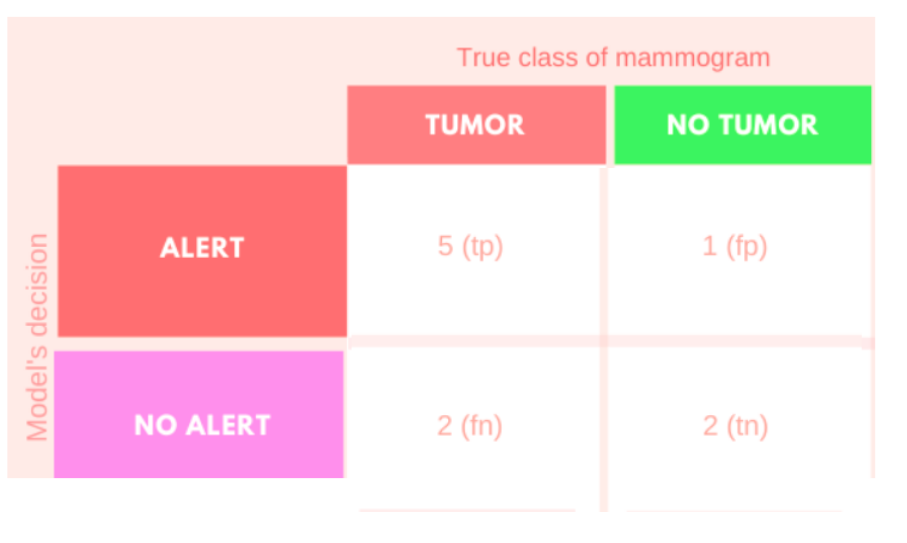 True class of mammogram
TUMOR
NO TUMOR
Model's decision
ALERT
5 (tp)
1 (fp)
NO ALERT
2 (fn)
2 (tn)